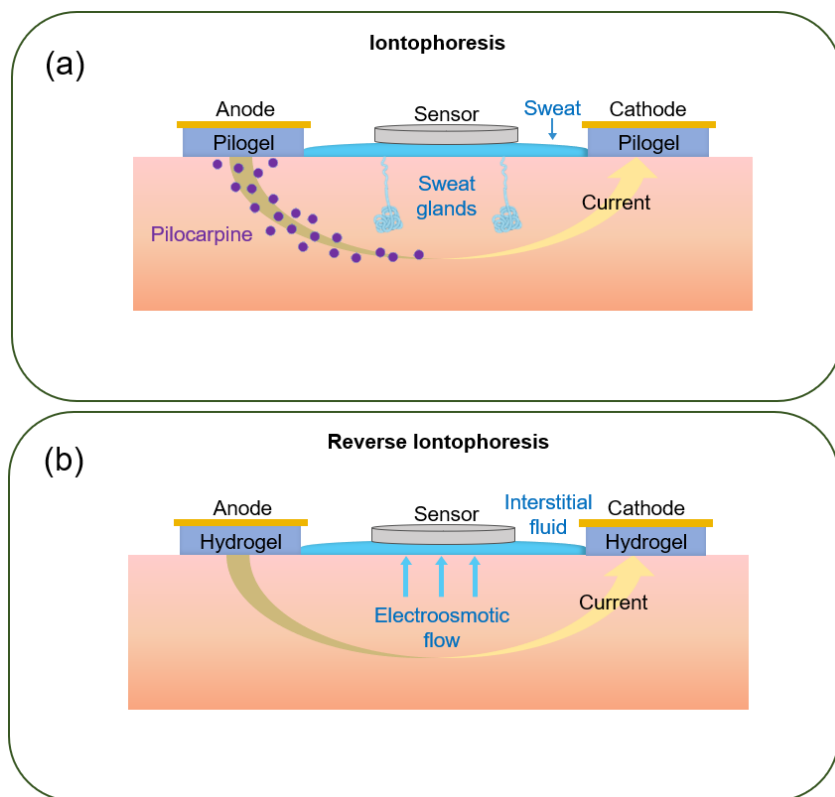 Iontophoresis
(a)
Anode
Sensor
Sweat
Cathode
Pilogel
Pilogel
Sweat
glands
Current
Pilocarpine
Reverse Iontophoresis
(b)
Anode
Sensor
Interstitial
fluid
Cathode
Hydrogel
Hydrogel
Electroosmotic
flow
Current